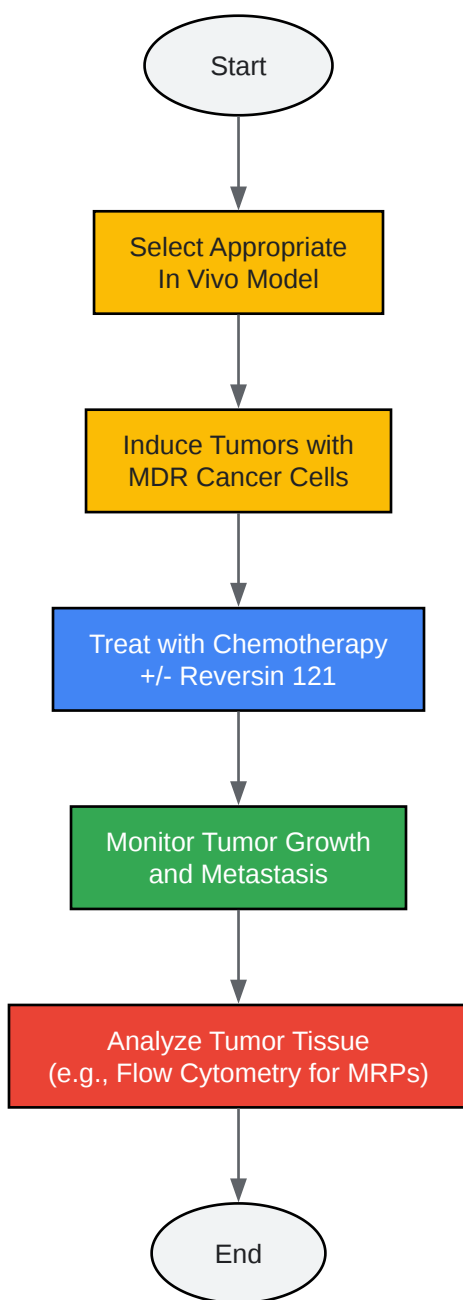 Start
Select Appropriate
In Vivo Model
Induce Tumors with
MDR Cancer Cells
Treat with Chemotherapy
+/- Reversin 121
Monitor Tumor Growth
and Metastasis
Analyze Tumor Tissue
(e.g., Flow Cytometry for MRPs)
End